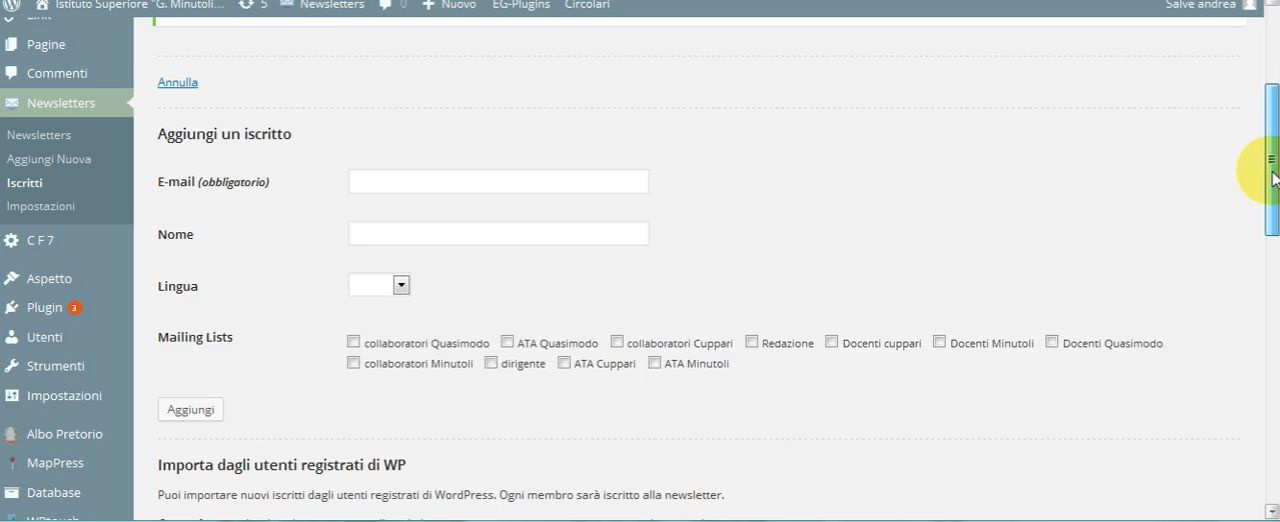 Istituto Superiore "G. Minutoli... 5 Newsletters 0 Nuovo EG-Plugins Circolari Salve andrea
Link
Pagine
Commenti
Newsletters
Newsletters
Aggiungi Nuova
Iscritti
Impostazioni
C F 7
Aspetto
Plugin 3
Utenti
Strumenti
Impostazioni
Albo Pretorio
MapPress
Database
WPtouch
Annulla
Aggiungi un iscritto
E-mail (obbligatorio)
Nome
Lingua
Mailing Lists
collaboratori Quasimodo ATA Quasimodo collaboratori Cuppari Redazione Docenti cuppari Docenti Minutoli Docenti Quasimodo
collaboratori Minutoli dirigente ATA Cuppari ATA Minutoli
Aggiungi
Importa dagli utenti registrati di WP
Puoi importare nuovi iscritti dagli utenti registrati di WordPress. Ogni membro sarà iscritto alla newsletter.